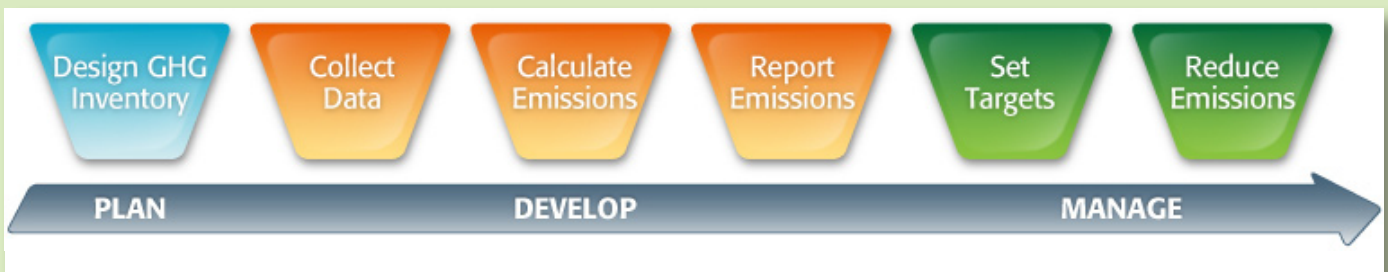 Design GHG
Inventory
Collect
Data
Calculate
Emissions
Report
Emissions
Set
Targets
Reduce
Emissions
PLAN
DEVELOP
MANAGE